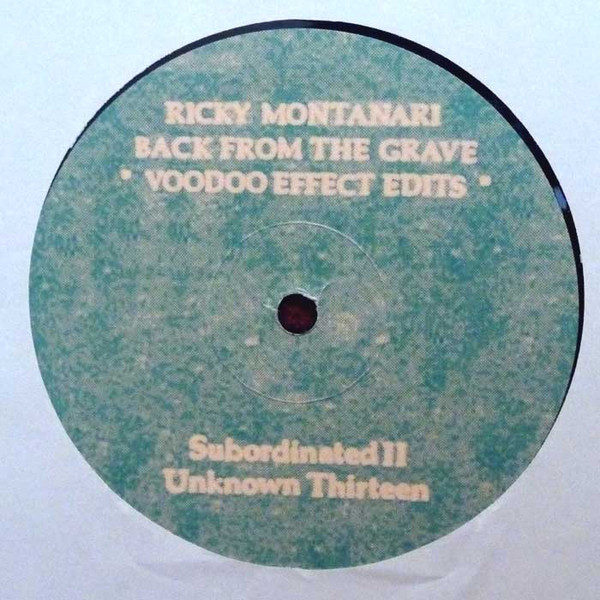 RICKY MONTANARI
BACK FROM THE GRAVE
" VOODOO EFFECT EDITS "
Subordinated II
Unknown Thirteen